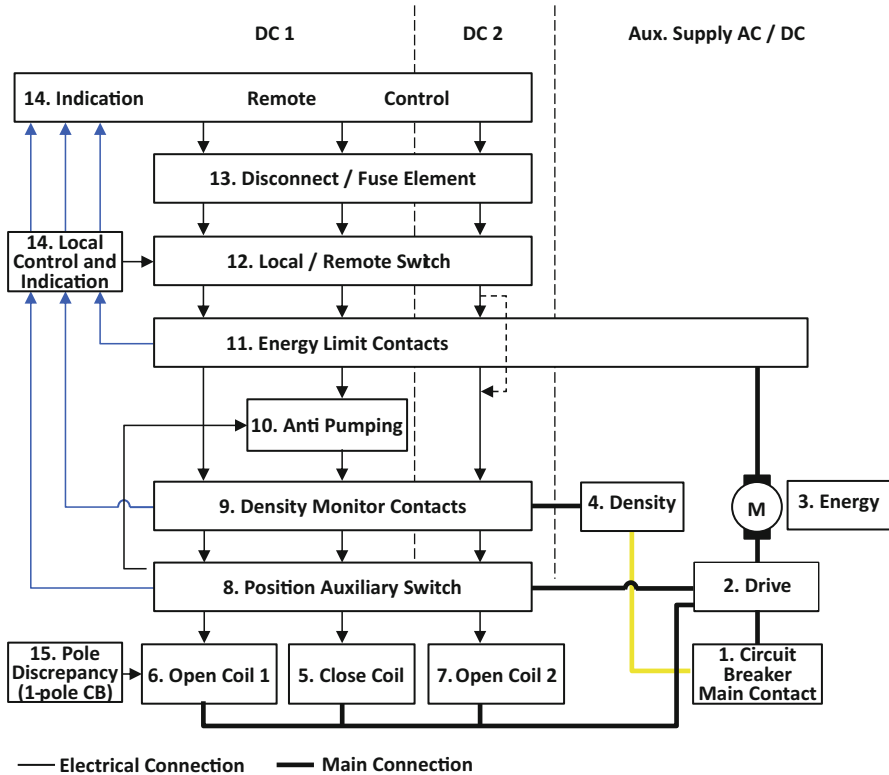 DC 1
DC 2
Aux. Supply AC / DC
14. Indication
Remote
Control
13. Disconnect / Fuse Element
14. Local
Control and
Indication
12. Local / Remote Switch
11. Energy Limit Contacts
10. Anti Pumping
9. Density Monitor Contacts
4. Density
M
3. Energy
8. Position Auxiliary Switch
2. Drive
15. Pole
Discrepancy
(1-pole CB)
6. Open Coil 1
5. Close Coil
7. Open Coil 2
1. Circuit
Breaker
Main Contact
Electrical Connection
Main Connection